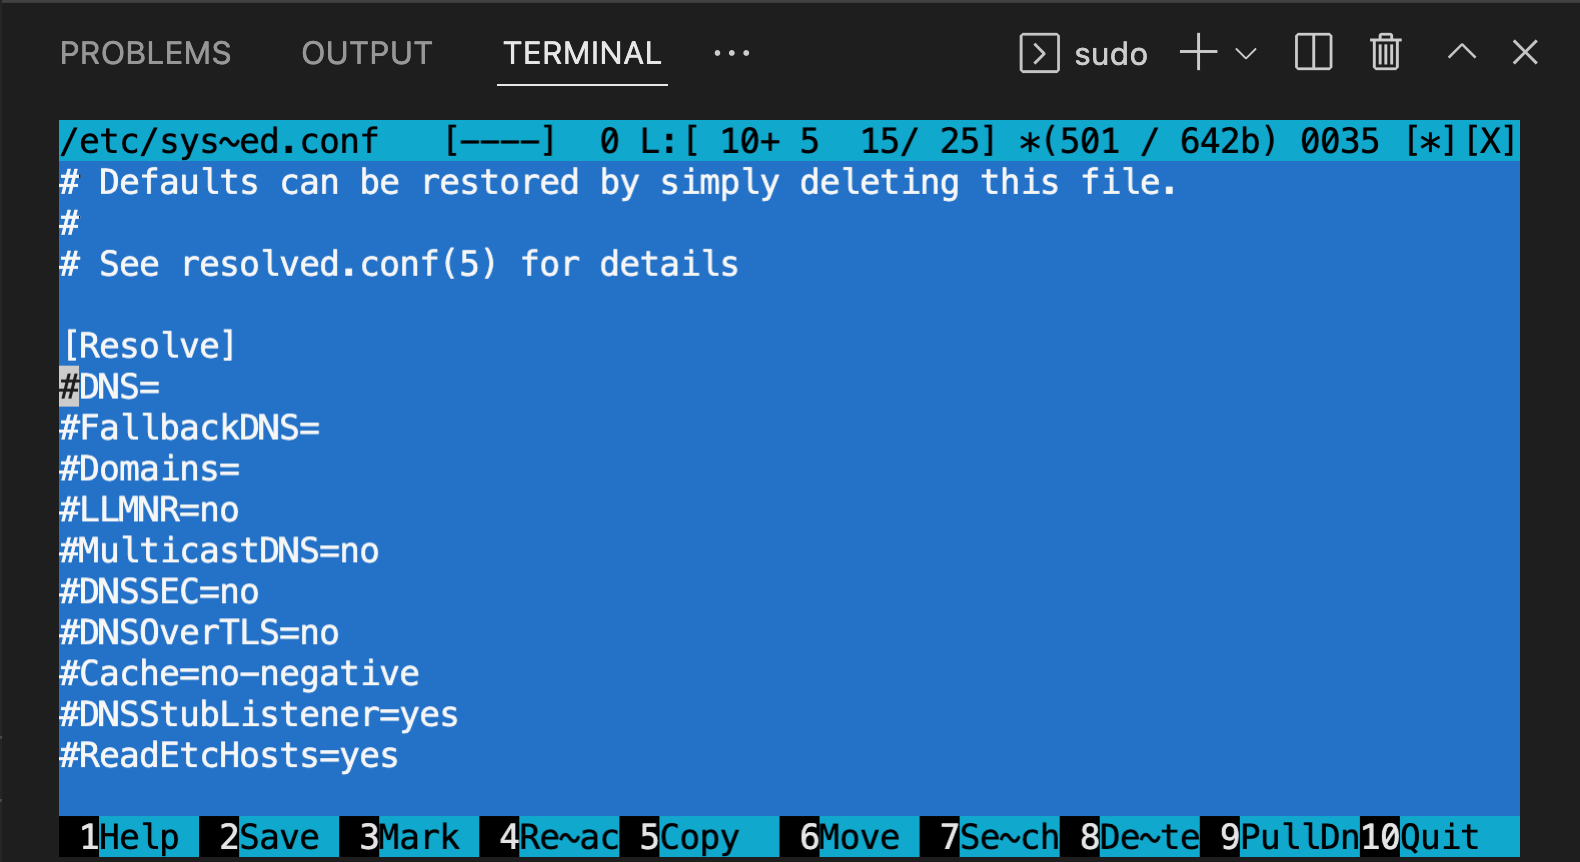 PROBLEMS OUTPUT TERMINAL ··· sudo
/etc/sys~ed.conf [----] 0 L:[ 10+ 5 15/ 25] *(501 / 642b) 0035 [*][X]
# Defaults can be restored by simply deleting this file.
#
# See resolved.conf(5) for details
[Resolve]
#DNS=
#FallbackDNS=
#Domains=
#LLMNR=no
#MulticastDNS=no
#DNSSEC=no
#DNSOverTLS=no
#Cache=no-negative
#DNSStubListener=yes
#ReadEtcHosts=yes
1Help 2Save 3Mark 4Re~ac 5Copy 6Move 7Se~ch 8De~te 9PullDn10Quit